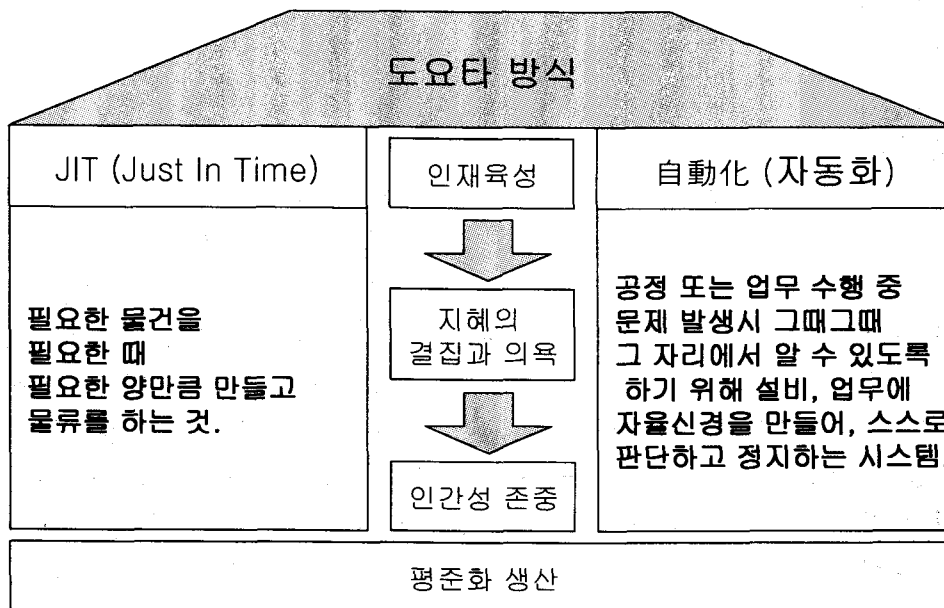 도요타 방식
JIT (Just In Time)
필요한 물건을
필요한 때
필요한 양만큼 만들고
물류를 하는 것.
인재육성
지혜의
결집과 의욕
인간성 존중
自動化 (자동화)
공정 또는 업무 수행 중
문제 발생시 그때그때
그 자리에서 알 수 있도록
하기 위해 설비, 업무에
자율신경을 만들어, 스스로
판단하고 정지하는 시스템.
평준화 생산